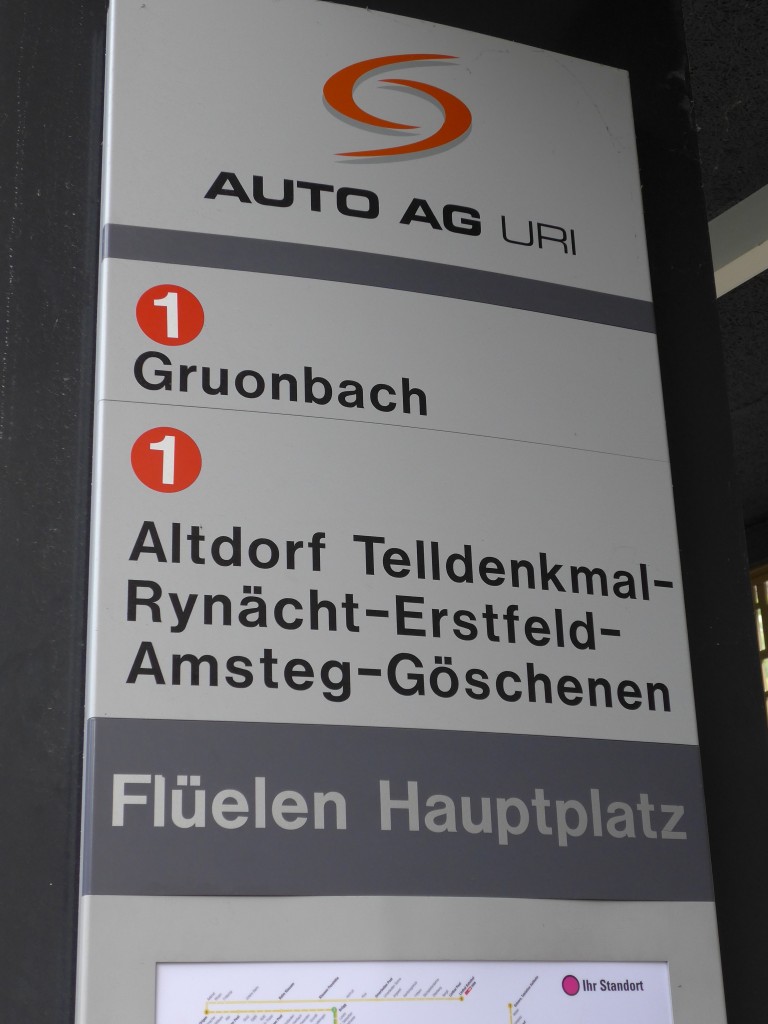 AUTO AG URI
1
Gruonbach
1
Altdorf Telldenkmal-
Rynächt-Erstfeld-
Amsteg-Göschenen
Flüelen Hauptplatz
Ihr Standort